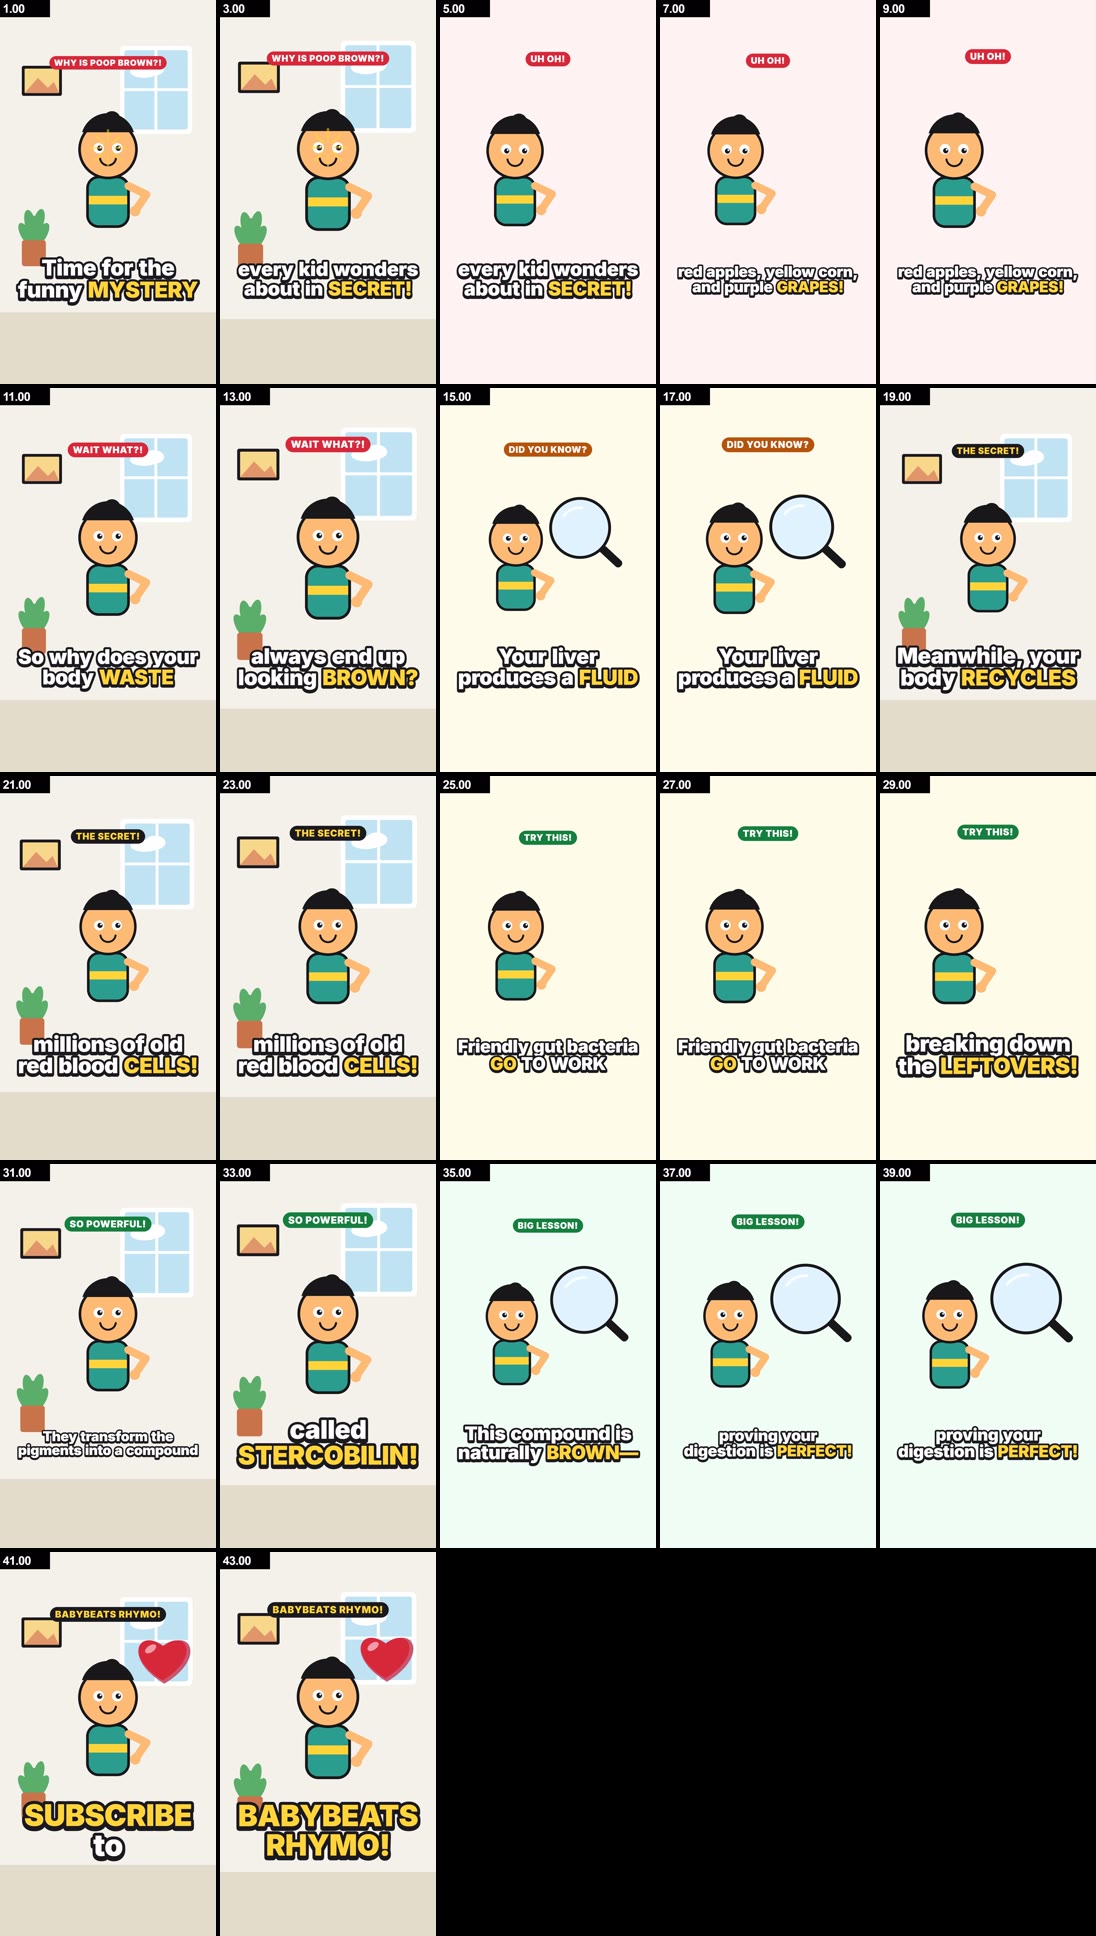 1.00
WHY IS POOP BROWN?!
Time for the
funny MYSTERY
3.00
WHY IS POOP BROWN?!
every kid wonders
about in SECRET!
5.00
UH OH!
every kid wonders
about in SECRET!
7.00
UH OH!
red apples, yellow corn,
and purple GRAPES!
9.00
UH OH!
red apples, yellow corn,
and purple GRAPES!
11.00
WAIT WHAT?!
So why does your
body WASTE
13.00
WAIT WHAT?!
always end up
looking BROWN?
15.00
DID YOU KNOW?
Your liver
produces a FLUID
17.00
DID YOU KNOW?
Your liver
produces a FLUID
19.00
THE SECRET!
Meanwhile, your
body RECYCLES
21.00
THE SECRET!
millions of old
red blood CELLS!
23.00
THE SECRET!
millions of old
red blood CELLS!
25.00
TRY THIS!
Friendly gut bacteria
GO TO WORK
27.00
TRY THIS!
Friendly gut bacteria
GO TO WORK
29.00
TRY THIS!
breaking down
the LEFTOVERS!
31.00
SO POWERFUL!
They transform the
pigments into a compound
33.00
SO POWERFUL!
called
STERCOBILIN!
35.00
BIG LESSON!
This compound is
naturally BROWN—
37.00
BIG LESSON!
proving your
digestion is PERFECT!
39.00
BIG LESSON!
proving your
digestion is PERFECT!
41.00
BABYBEATS RHYMO!
SUBSCRIBE
to
43.00
BABYBEATS RHYMO!
BABYBEATS
RHYMO!